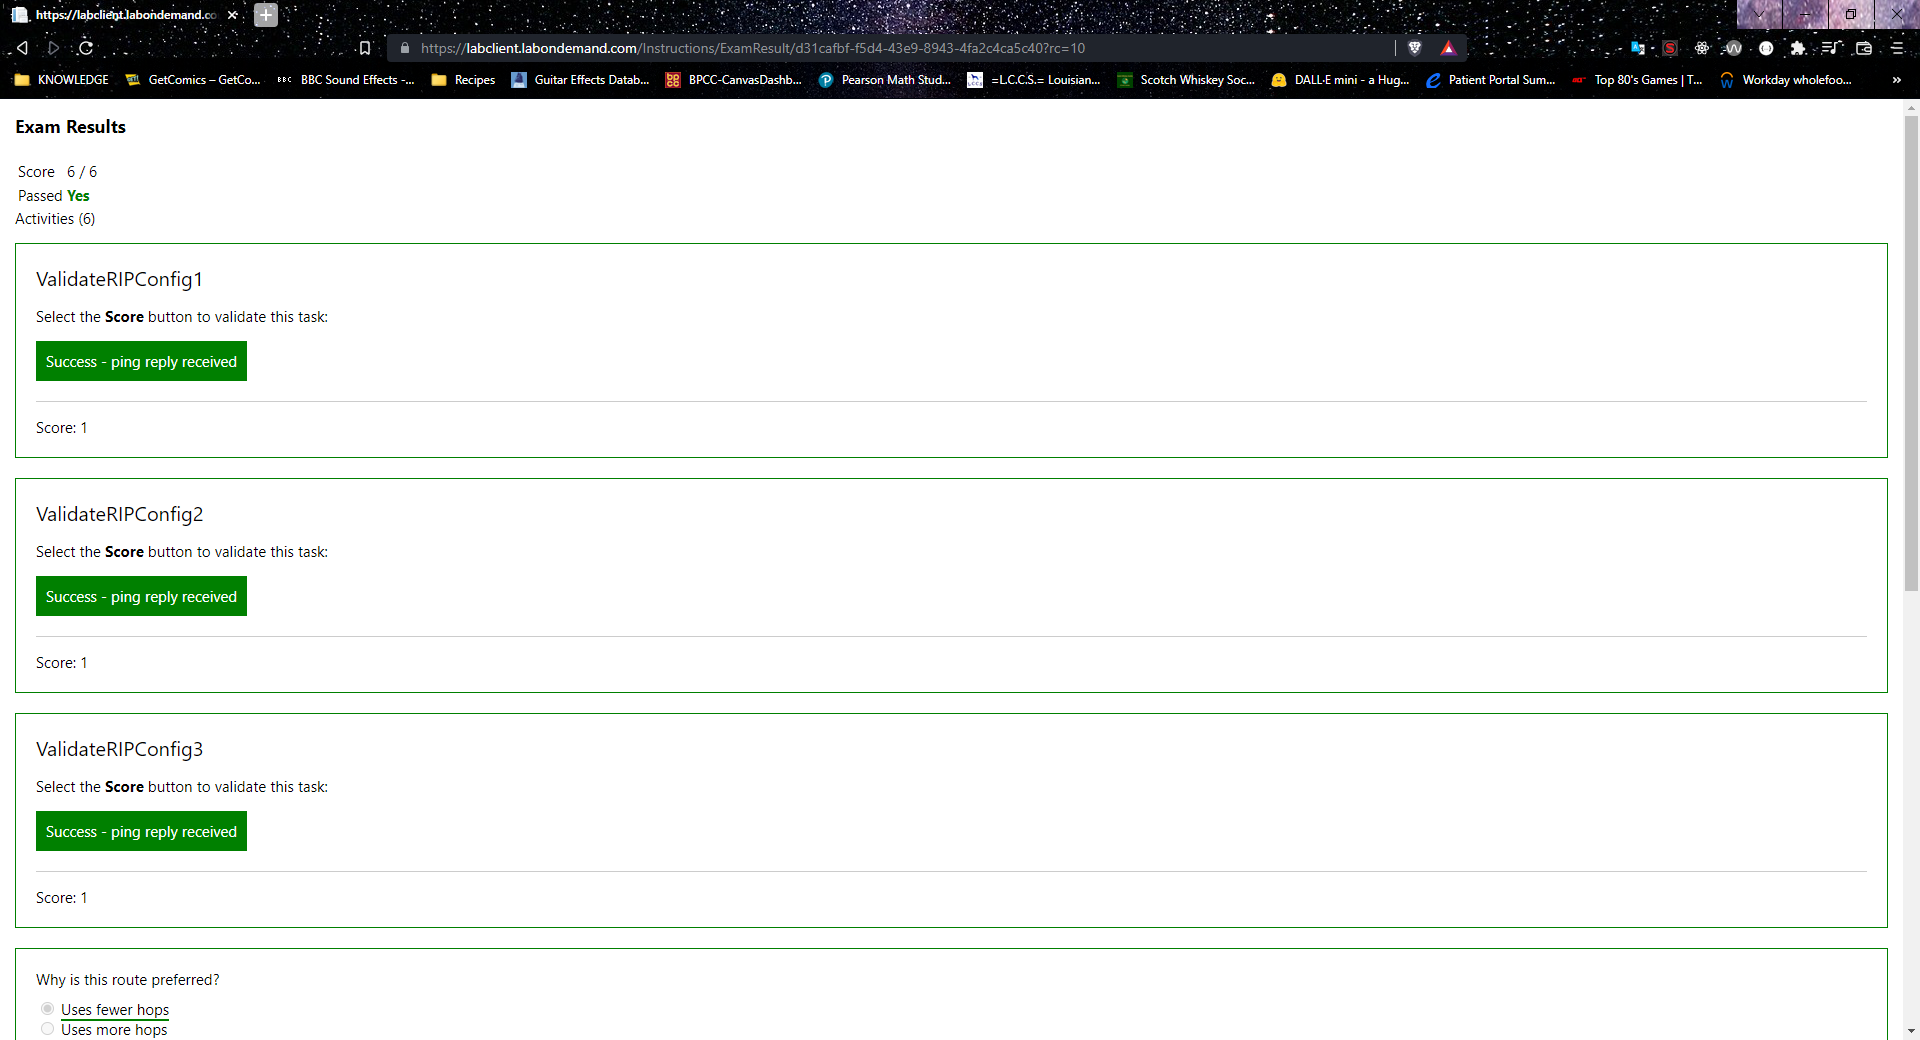 https://labclient.labondemand.co
https://labclient.labondemand.com/Instructions/ExamResult/d31cafbf-f5d4-43e9-8943-4fa2c4ca5c40?rc=10
KNOWLEDGE GetComics – GetCo... BBC BBC Sound Effects -... Recipes Guitar Effects Datab... BPCC-CanvasDashb... Pearson Math Stud... =L.C.C.S.= Louisian... Scotch Whiskey Soc... DALL·E mini - a Hug... Patient Portal Sum... Top 80's Games | T... Workday wholefoo... »
Exam Results
Score 6 / 6
Passed Yes
Activities (6)
ValidateRIPConfig1
Select the Score button to validate this task:
Success - ping reply received
Score: 1
ValidateRIPConfig2
Select the Score button to validate this task:
Success - ping reply received
Score: 1
ValidateRIPConfig3
Select the Score button to validate this task:
Success - ping reply received
Score: 1
Why is this route preferred?
Uses fewer hops
Uses more hops